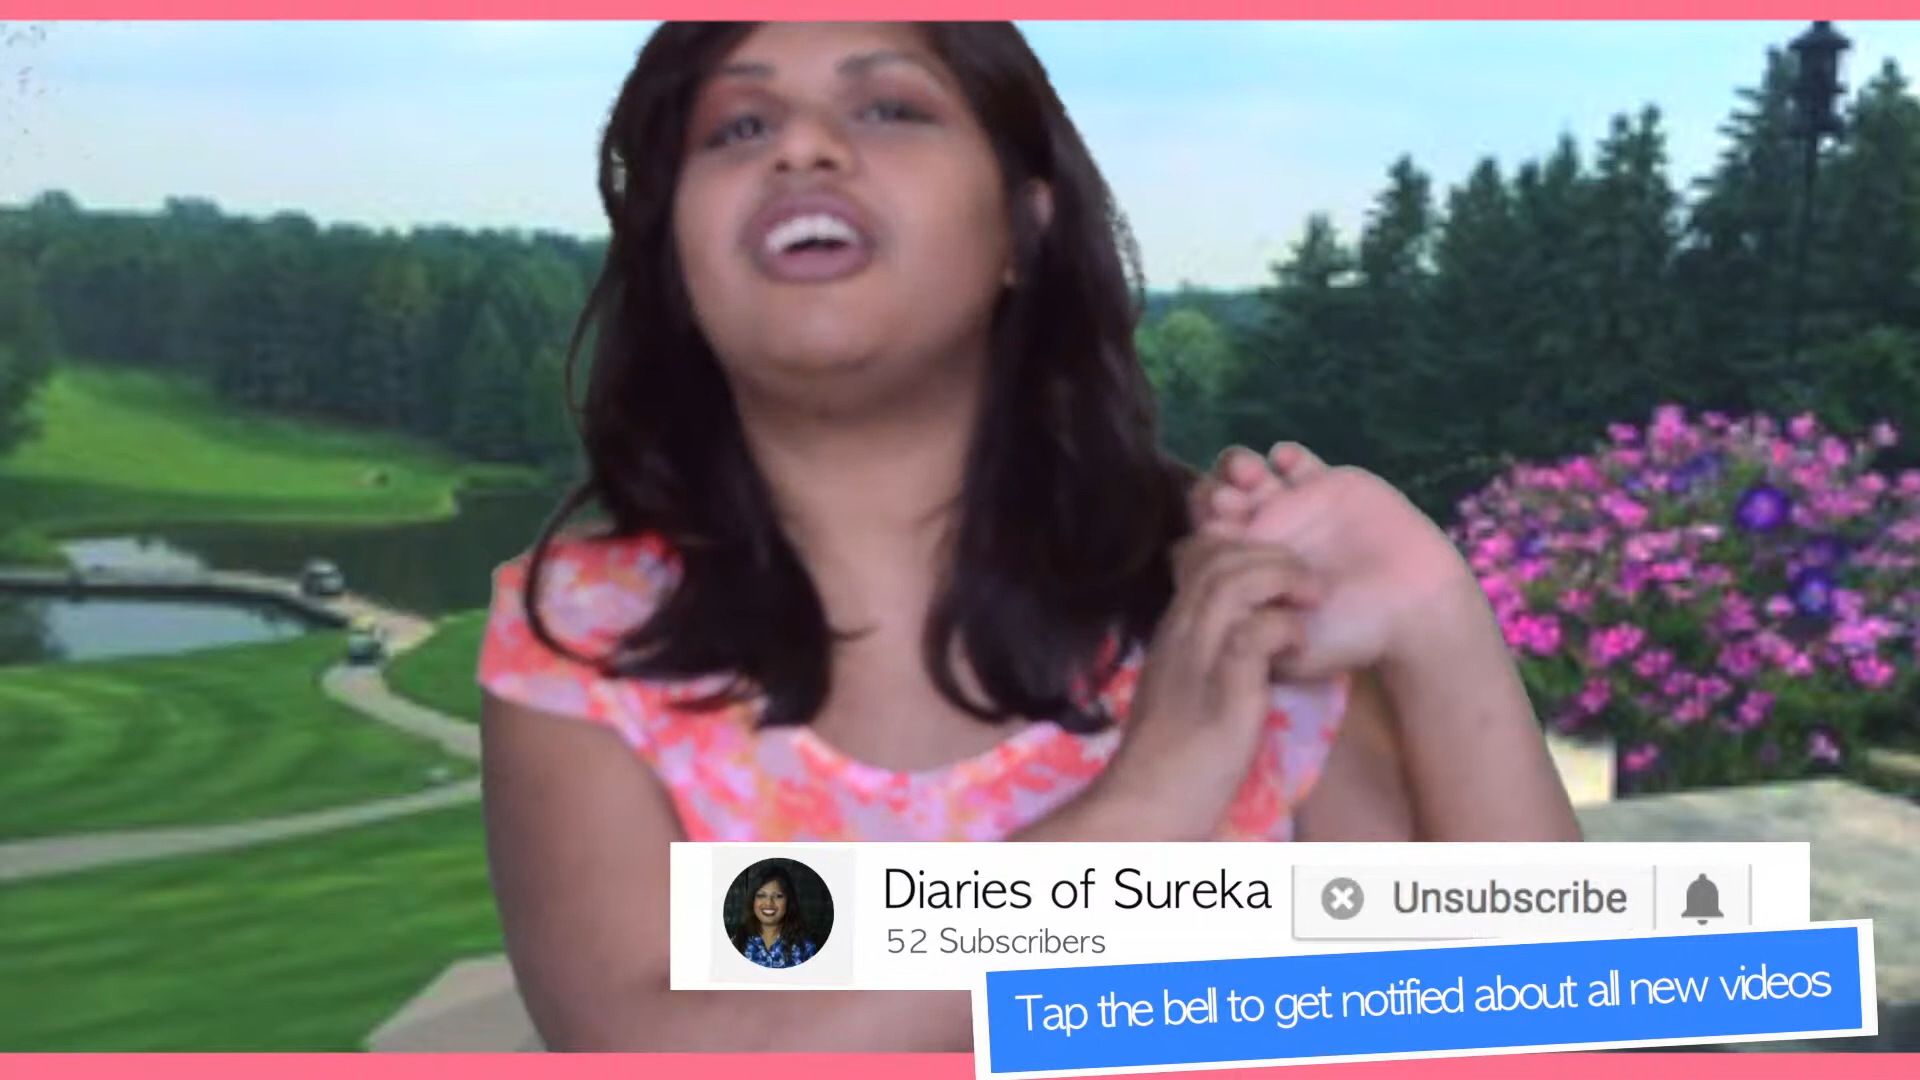 Diaries of Sureka
52 Subscribers
Unsubscribe
Tap the bell to get notified about all new videos